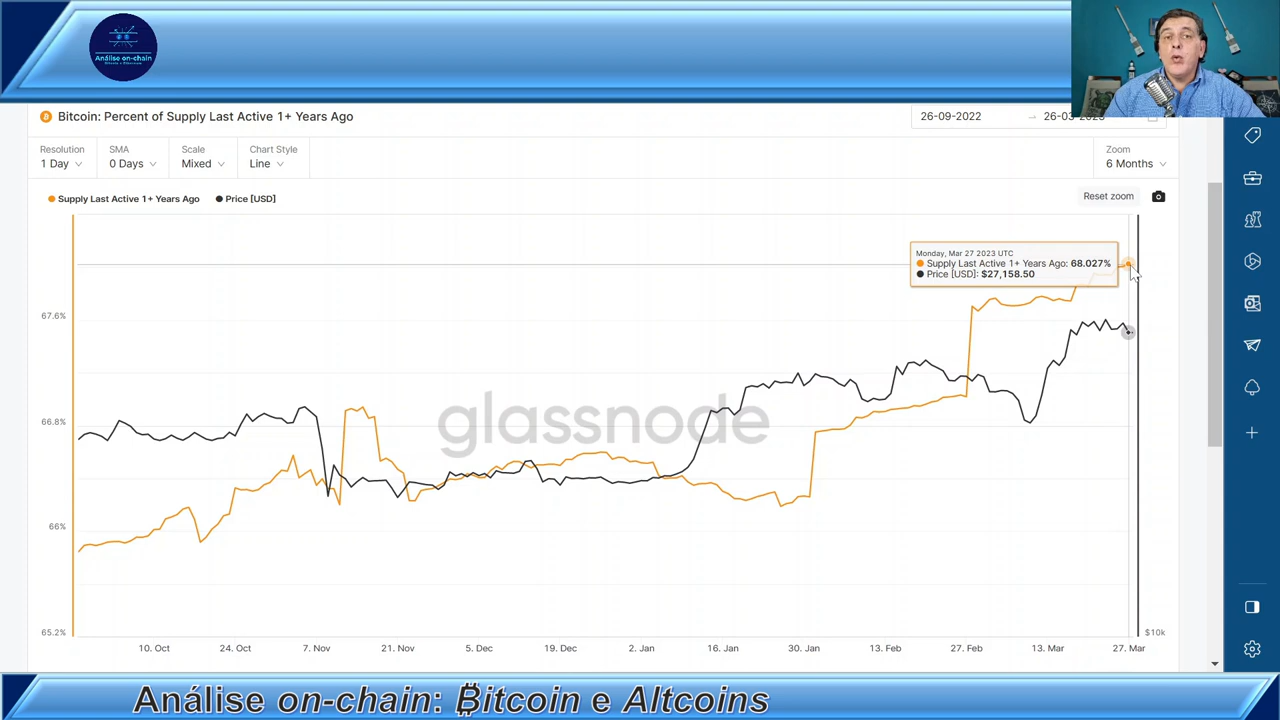 Análise on-chain
Bitcoin e Altcoins
Bitcoin: Percent of Supply Last Active 1+ Years Ago
26-09-2022 → 26-03-2023
Resolution
1 Day
SMA
0 Days
Scale
Mixed
Chart Style
Line
Zoom
6 Months
Supply Last Active 1+ Years Ago
Price [USD]
Reset zoom
Monday, Mar 27 2023 UTC
Supply Last Active 1+ Years Ago: 68.027%
Price [USD]: $27,158.50
67.6%
66.8%
66%
65.2%
glassnode
$10k
10. Oct
24. Oct
7. Nov
21. Nov
5. Dec
19. Dec
2. Jan
16. Jan
30. Jan
13. Feb
27. Feb
13. Mar
27. Mar
Análise on-chain: ₿itcoin e Altcoins